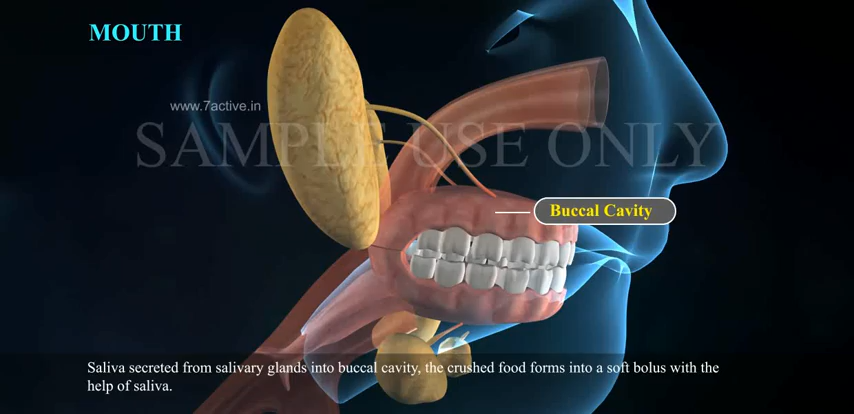 MOUTH
www.7activе.in
SAMPLE USE ONLY
Buccal Cavity
Saliva secreted from salivary glands into buccal cavity, the crushed food forms into a soft bolus with the
help of saliva.